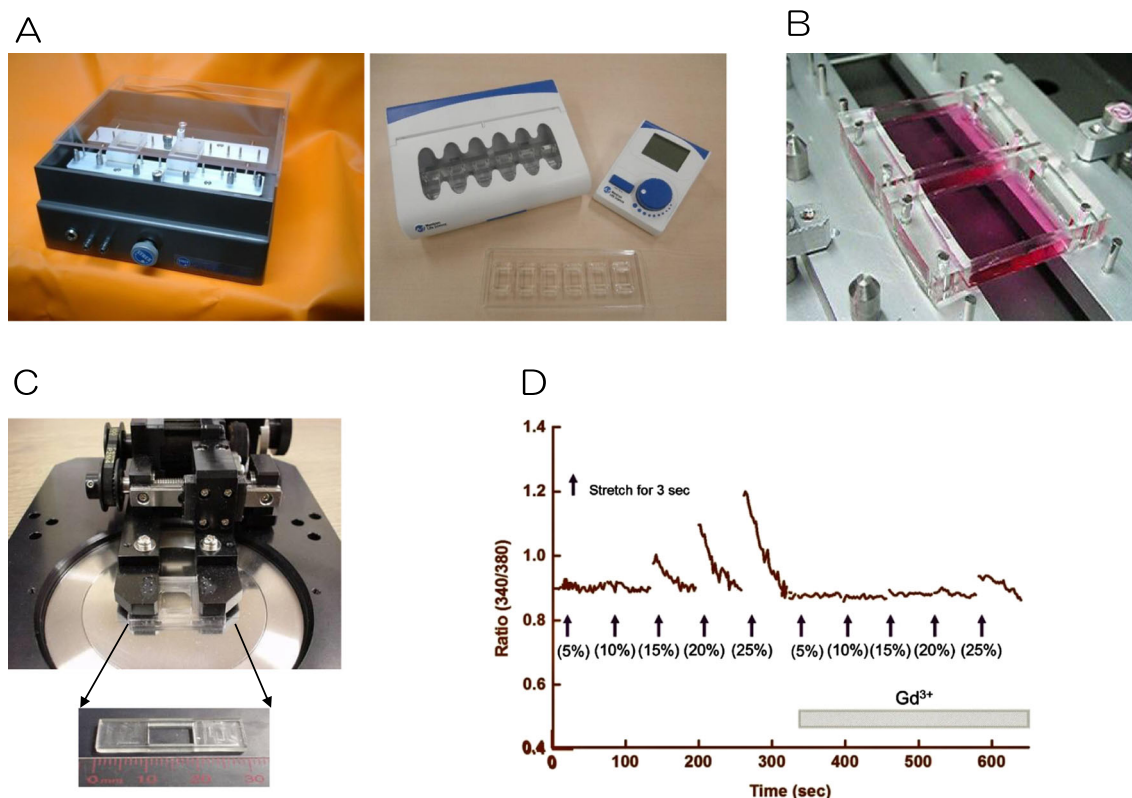 A
B
C
D
0 mm 10 20 30
1.4
1.2
1.0
0.8
0.6
0.4
Ratio (340/380)
Stretch for 3 sec
(5%) (10%) (15%) (20%) (25%) (5%) (10%) (15%) (20%) (25%)
Gd³⁺
0 100 200 300 400 500 600
Time (sec)